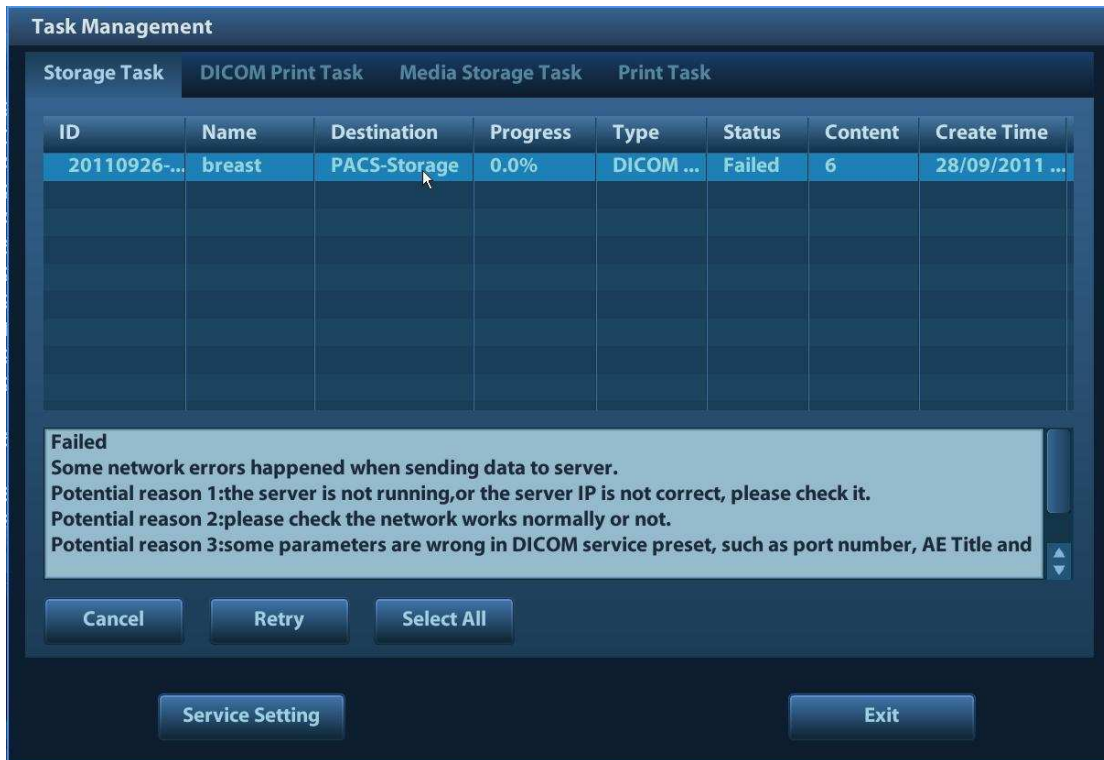 Task Management
Storage Task DICOM Print Task Media Storage Task Print Task
ID Name Destination Progress Type Status Content Create Time
20110926-... breast PACS-Storage 0.0% DICOM ... Failed 6 28/09/2011 ...
Failed
Some network errors happened when sending data to server.
Potential reason 1:the server is not running,or the server IP is not correct, please check it.
Potential reason 2:please check the network works normally or not.
Potential reason 3:some parameters are wrong in DICOM service preset, such as port number, AE Title and
Cancel Retry Select All
Service Setting Exit